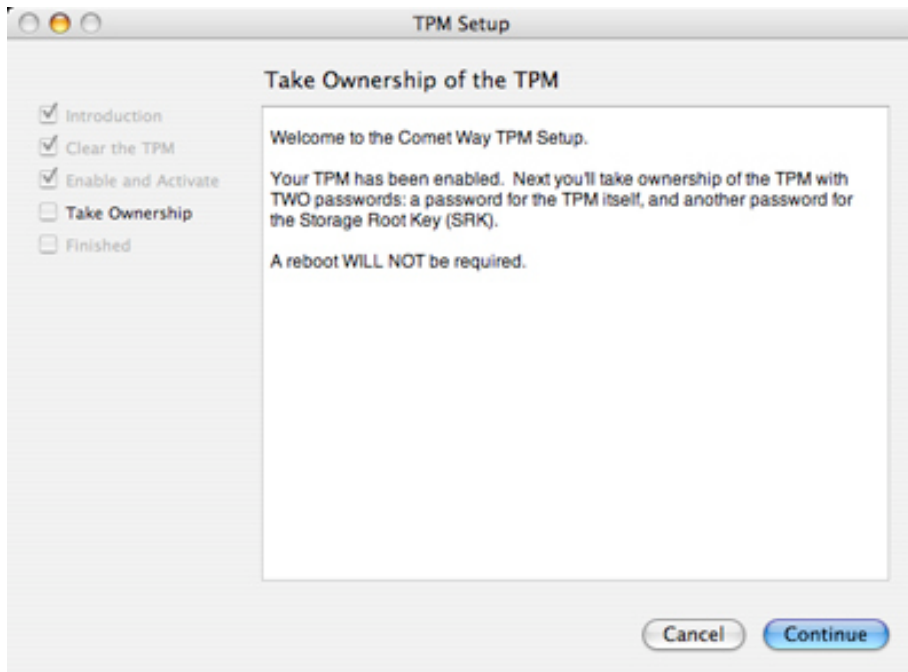 TPM Setup
Take Ownership of the TPM
Introduction
Clear the TPM
Enable and Activate
Take Ownership
Finished
Welcome to the Comet Way TPM Setup.
Your TPM has been enabled. Next you'll take ownership of the TPM with
TWO passwords: a password for the TPM itself, and another password for
the Storage Root Key (SRK).
A reboot WILL NOT be required.
Cancel
Continue